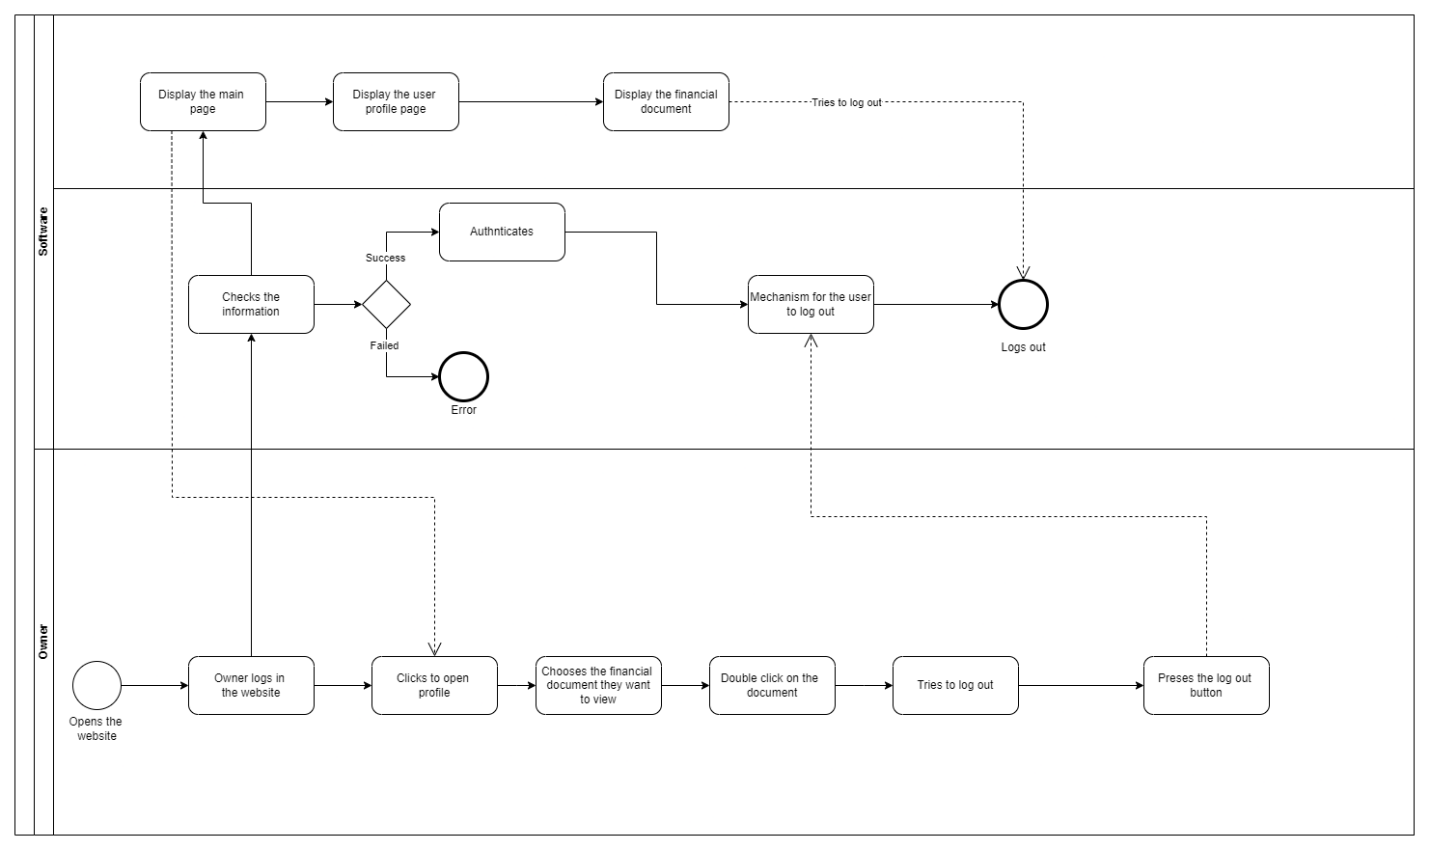 Display the main
page
Display the user
profile page
Display the financial
document
Tries to log out
Software
Authnticates
Success
Checks the
information
Mechanism for the user
to log out
Failed
Logs out
Error
Owner
Opens the
website
Owner logs in
the website
Clicks to open
profile
Chooses the financial
document they want
to view
Double click on the
document
Tries to log out
Preses the log out
button